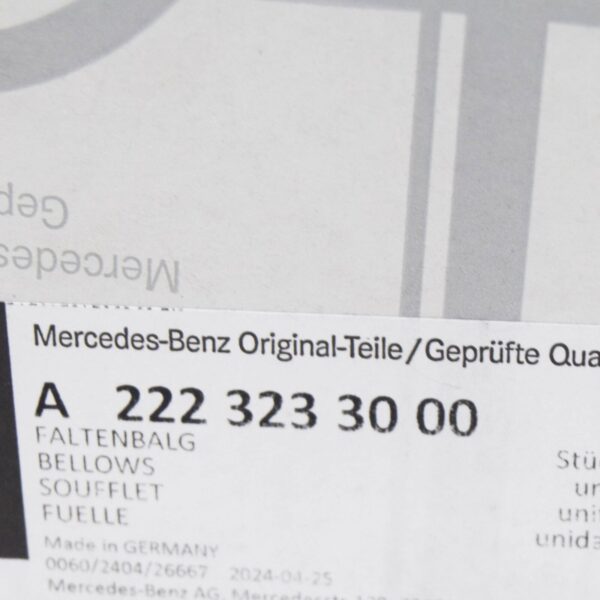 Gep
Mercedes
Mercedes-Benz Original-Teile/Geprüfte Qua
A 222 323 30 00
FALTENBALG
BELLOWS
SOUFFLET
FUELLE
Stü
un
uni
unida
Made in GERMANY
0060/2404/26667 2024-04-25
Mercedes-Benz AG,